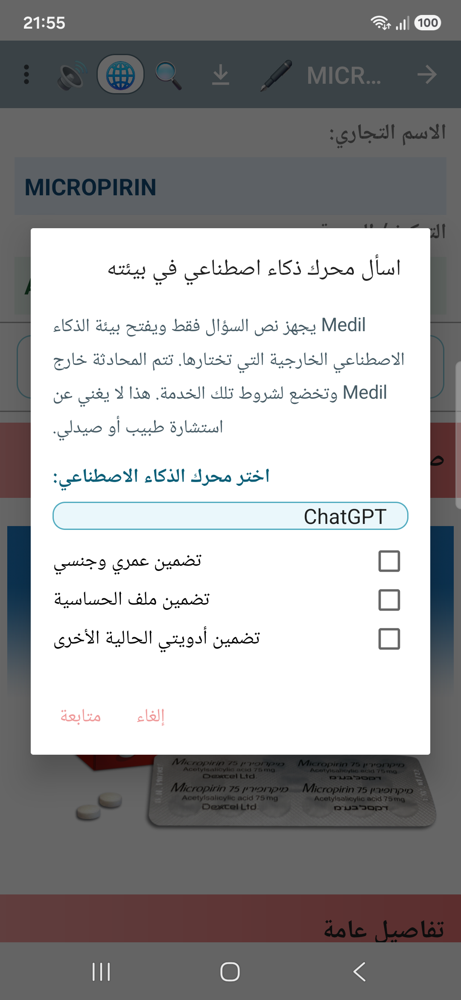 21:55
100
MICR...
الاسم التجاري:
MICROPIRIN
اسأل محرك ذكاء اصطناعي في بيئته
Medil يجهز نص السؤال فقط ويفتح بيئة الذكاء
الاصطناعي الخارجية التي تختارها. تتم المحادثة خارج
Medil وتخضع لشروط تلك الخدمة. هذا لا يغني عن
استشارة طبيب أو صيدلي.
اختر محرك الذكاء الاصطناعي:
ChatGPT
تضمين عمري وجنسي
تضمين ملف الحساسية
تضمين أدويتي الحالية الأخرى
إلغاء
متابعة
Micropirin 75 מיקרופירין Micropirin 75 מיקרופירין
Acetylsalicylic acid 75 mg Acetylsalicylic acid 75 mg
Dexcel Ltd. דקסל בע"מ
Micropirin 75 מיקרופירין Micropirin 75 מיקרופירין
Acetylsalicylic acid 75 mg Acetylsalicylic acid 75 mg
Dexcel Ltd. דקסל בע"מ
تفاصيل عامة